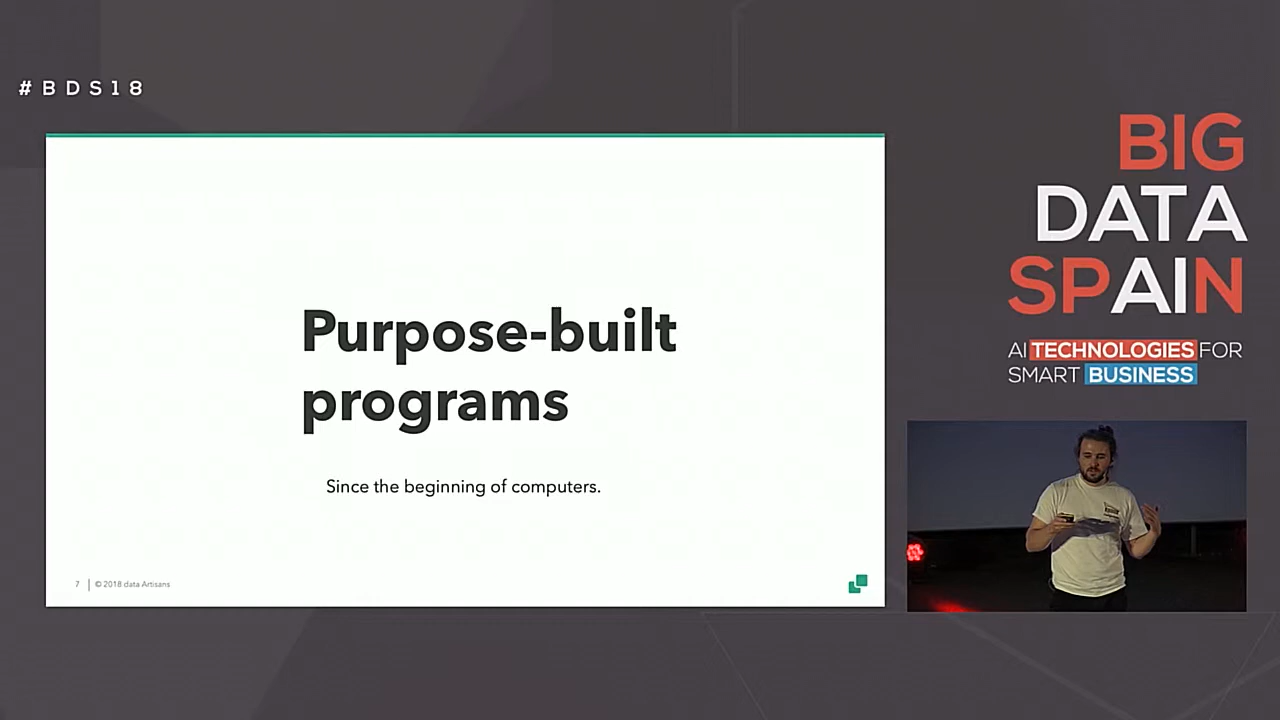 #BDS18
BIG
DATA
SPAIN
AI TECHNOLOGIES FOR
SMART BUSINESS
Purpose-built
programs
Since the beginning of computers.
7 © 2018 data Artisans